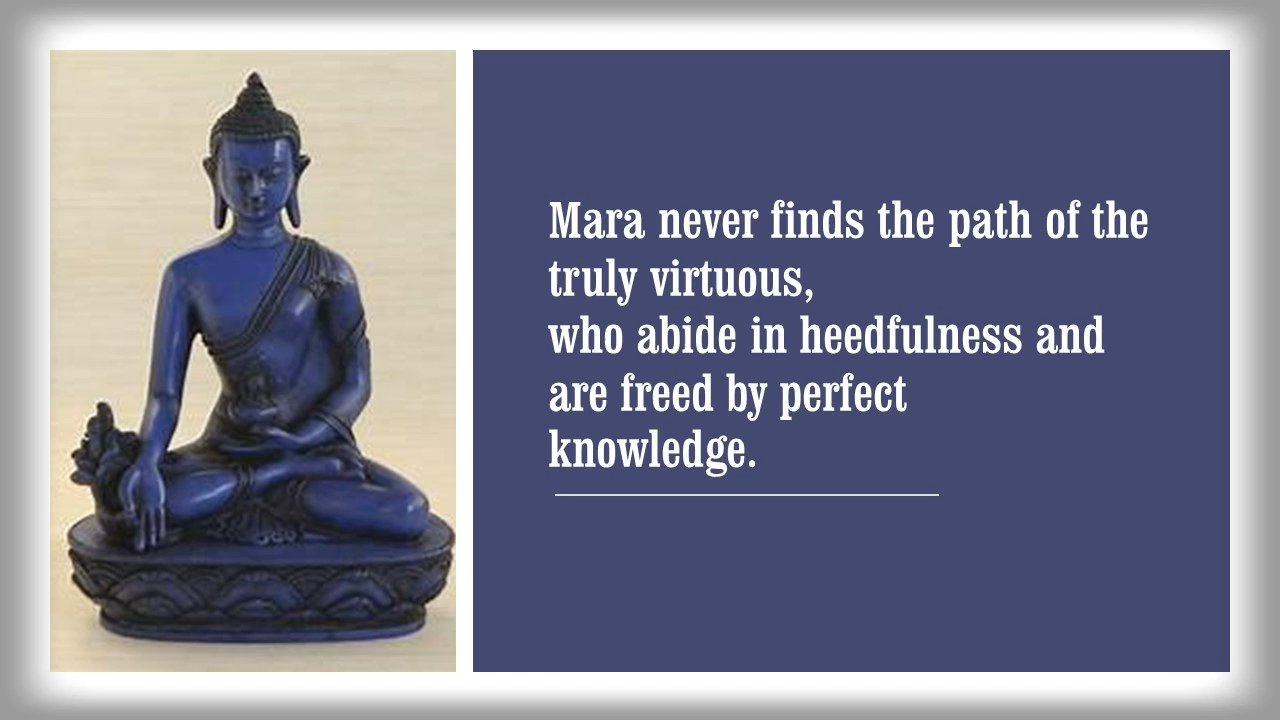 Mara never finds the path of the
truly virtuous,
who abide in heedfulness and
are freed by perfect
knowledge.